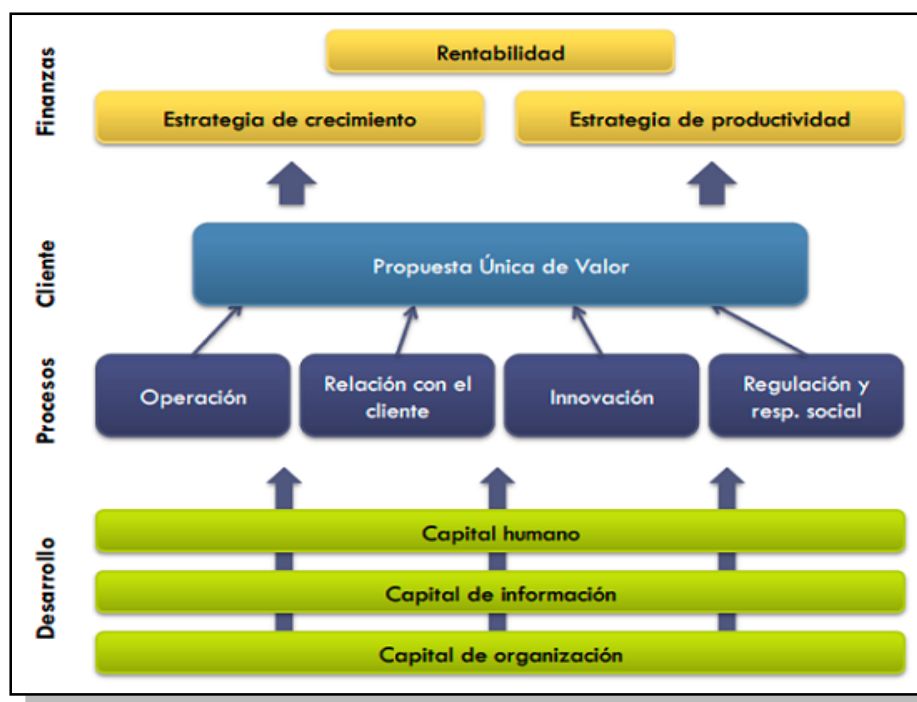 Finanzas
Rentabilidad
Estrategia de crecimiento
Estrategia de productividad
Cliente
Propuesta Única de Valor
Procesos
Operación
Relación con el
cliente
Innovación
Regulación y
resp. social
Desarrollo
Capital humano
Capital de información
Capital de organización